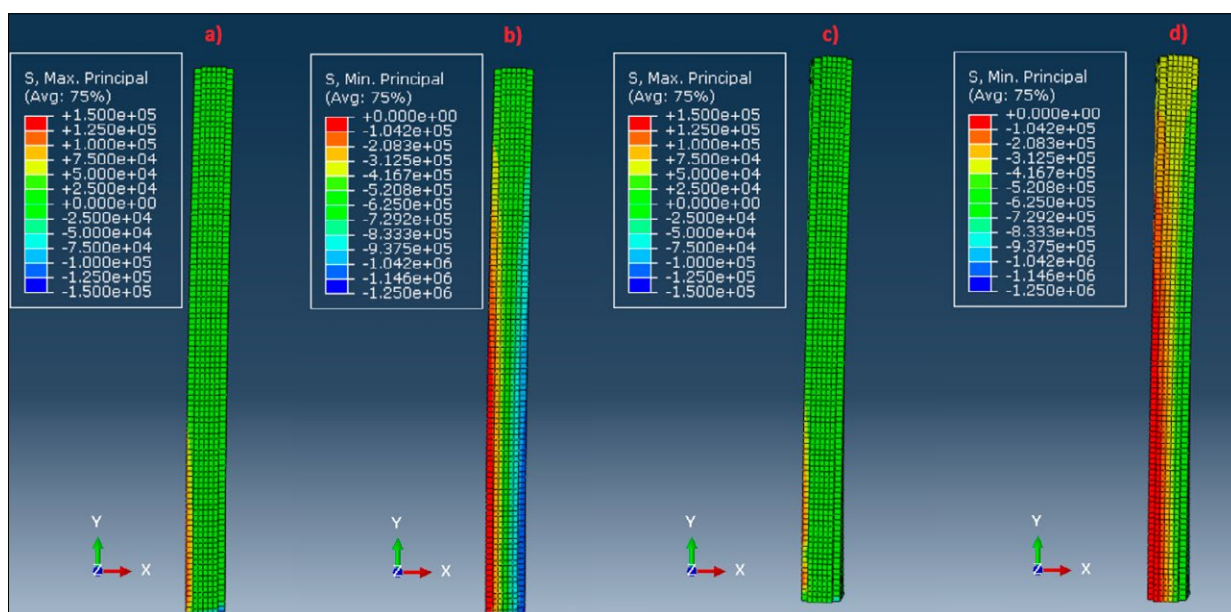 a)
S, Max. Principal
(Avg: 75%)
+1.500e+05
+1.250e+05
+1.000e+05
+7.500e+04
+5.000e+04
+2.500e+04
+0.000e+00
-2.500e+04
-5.000e+04
-7.500e+04
-1.000e+05
-1.250e+05
-1.500e+05
Y
Z
X
b)
S, Min. Principal
(Avg: 75%)
+0.000e+00
-1.042e+05
-2.083e+05
-3.125e+05
-4.167e+05
-5.208e+05
-6.250e+05
-7.292e+05
-8.333e+05
-9.375e+05
-1.042e+06
-1.146e+06
-1.250e+06
Y
Z
X
c)
S, Max. Principal
(Avg: 75%)
+1.500e+05
+1.250e+05
+1.000e+05
+7.500e+04
+5.000e+04
+2.500e+04
+0.000e+00
-2.500e+04
-5.000e+04
-7.500e+04
-1.000e+05
-1.250e+05
-1.500e+05
Y
Z
X
d)
S, Min. Principal
(Avg: 75%)
+0.000e+00
-1.042e+05
-2.083e+05
-3.125e+05
-4.167e+05
-5.208e+05
-6.250e+05
-7.292e+05
-8.333e+05
-9.375e+05
-1.042e+06
-1.146e+06
-1.250e+06
Y
Z
X